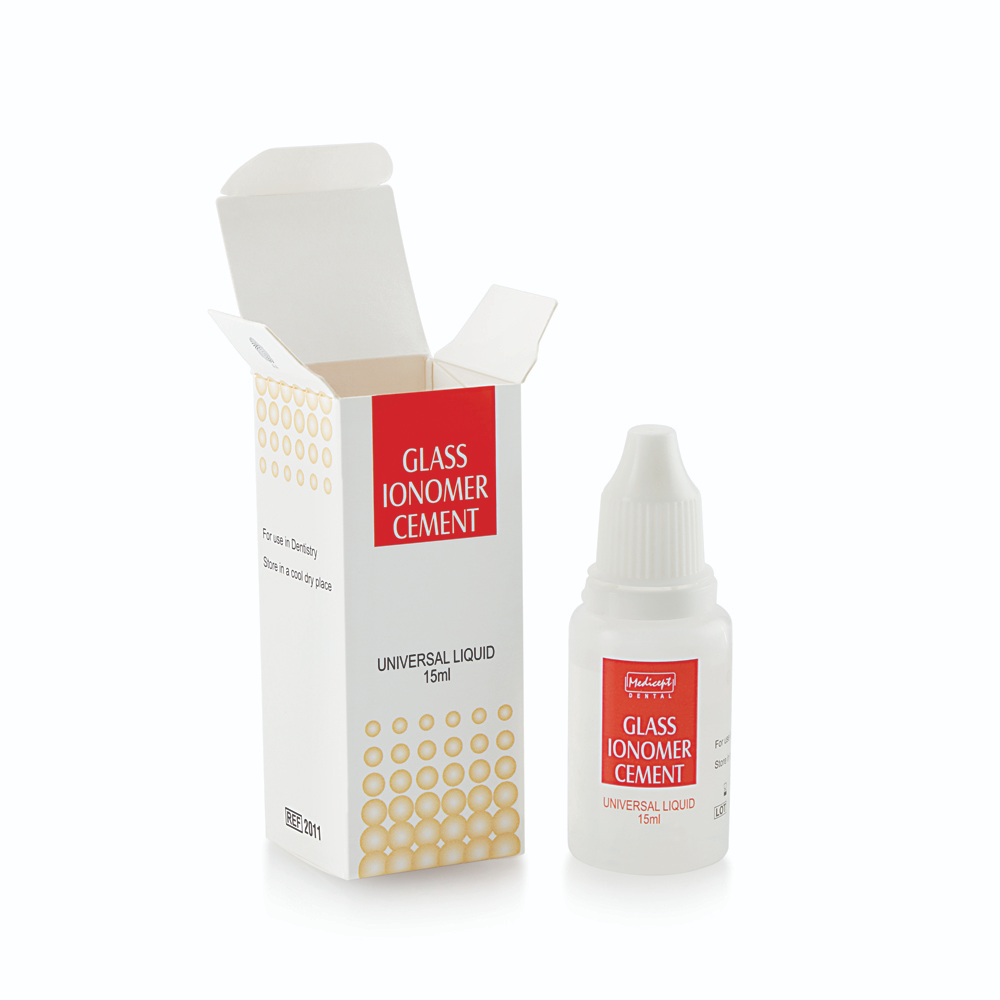 GLASS
IONOMER
CEMENT
For use in Dentistry
Store in a cool dry place
UNIVERSAL LIQUID
15ml
REF 2011
Medicept
DENTAL
GLASS
IONOMER
CEMENT
UNIVERSAL LIQUID
15ml
For
LOT